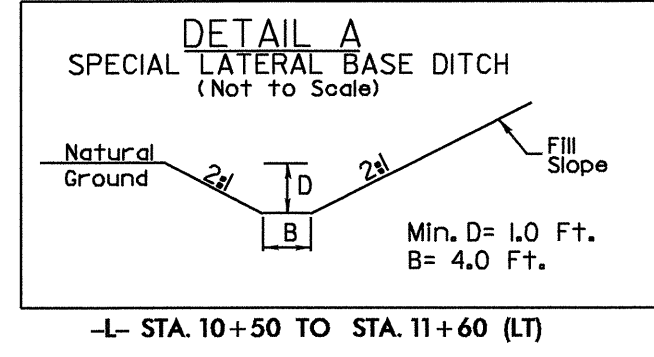 DETAIL A
SPECIAL LATERAL BASE DITCH
(Not to Scale)
Natural
Ground
2:1
D
2:1
Fill
Slope
B
Min. D= 1.0 Ft.
B= 4.0 Ft.
-L- STA. 10+50 TO STA. 11+60 (LT)